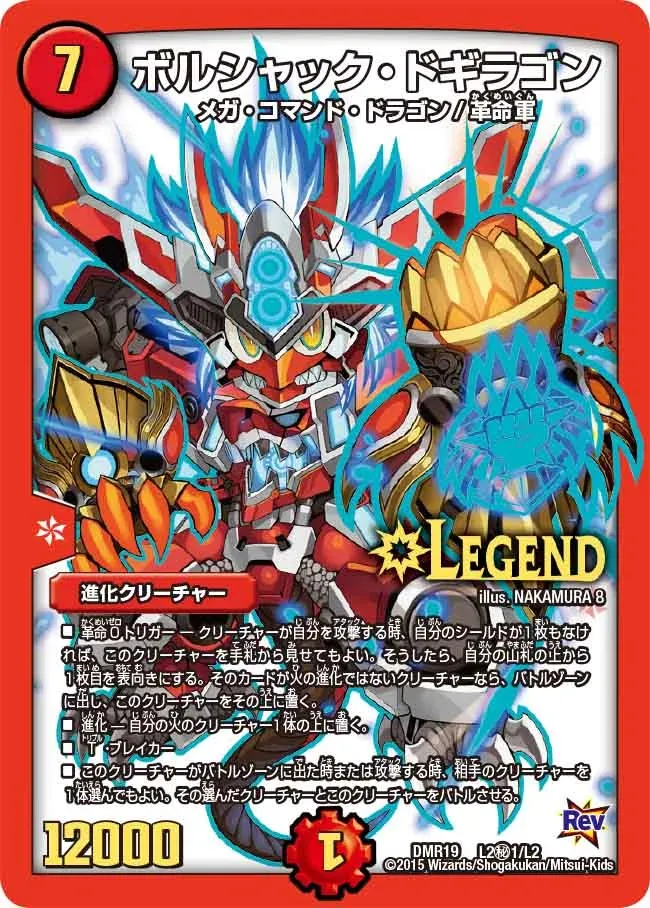 7
ボルシャック・ドギラゴン
メガ・コマンド・ドラゴン/革命軍
LEGEND
illus. NAKAMURA 8
進化クリーチャー
■ 革命0トリガー ― クリーチャーが自分を攻撃する時、自分のシールドが1枚もなけ
れば、このクリーチャーを手札から見せてもよい。そうしたら、自分の山札の上から
1枚目を表向きにする。そのカードが火の進化ではないクリーチャーなら、バトルゾーン
に出し、このクリーチャーをその上に置く。
■ 進化 ― 自分の火のクリーチャー1体の上に置く。
■ T・ブレイカー
■ このクリーチャーがバトルゾーンに出た時または攻撃する時、相手のクリーチャーを
1体選んでもよい。その選んだクリーチャーとこのクリーチャーをバトルさせる。
12000
1
Rev
DMR19 L2㊙1/L2
©2015 Wizards/Shogakukan/Mitsui-Kids